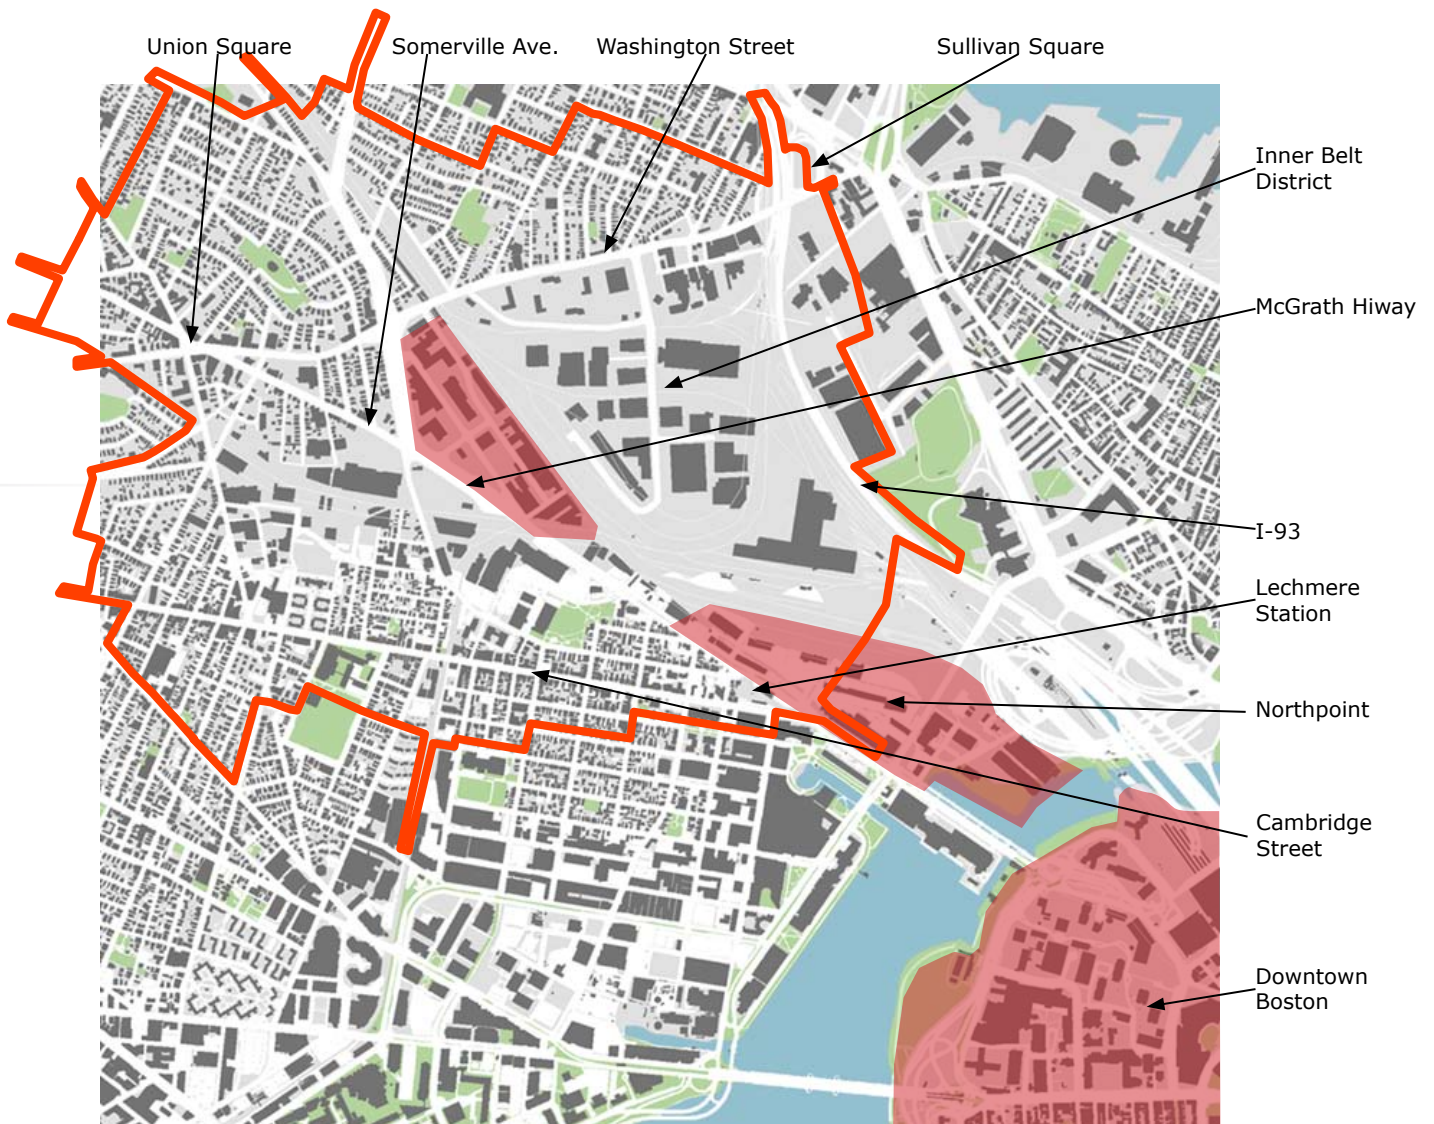 Union Square
Somerville Ave.
Washington Street
Sullivan Square
Inner Belt
District
McGrath Hiway
I-93
Lechmere
Station
Northpoint
Cambridge
Street
Downtown
Boston